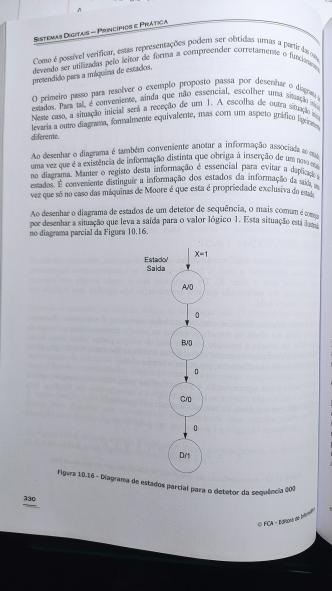 SISTEMAS DIGITAIS – PRINCÍPIOS E PRÁTICA
Como é possível verificar, estas representações podem ser obtidas umas a partir das outras,
devendo ser utilizadas pelo leitor de forma a compreender corretamente o funcionamento
pretendido para a máquina de estados.
O primeiro passo para resolver o exemplo proposto passa por desenhar o diagrama de
estados. Para tal, é conveniente, ainda que não essencial, escolher uma situação inicial.
Neste caso, a situação inicial será a receção de um 1. A escolha de outra situação inicial
levaria a outro diagrama, formalmente equivalente, mas com um aspeto gráfico ligeiramente
diferente.
Ao desenhar o diagrama é também conveniente anotar a informação associada ao estado,
uma vez que é a existência de informação distinta que obriga à inserção de um novo estado
no diagrama. Manter o registo desta informação é essencial para evitar a duplicação de
estados. É conveniente distinguir a informação dos estados da informação da saída, uma
vez que só no caso das máquinas de Moore é que esta é propriedade exclusiva do estado.
Ao desenhar o diagrama de estados de um detetor de sequência, o mais comum é começar
por desenhar a situação que leva a saída para o valor lógico 1. Esta situação está ilustrada
no diagrama parcial da Figura 10.16.
Estado/
Saída
X=1
A/0
0
B/0
0
C/0
0
D/1
Figura 10.16 - Diagrama de estados parcial para o detetor da sequência 000
330
© FCA - Editora de Informática